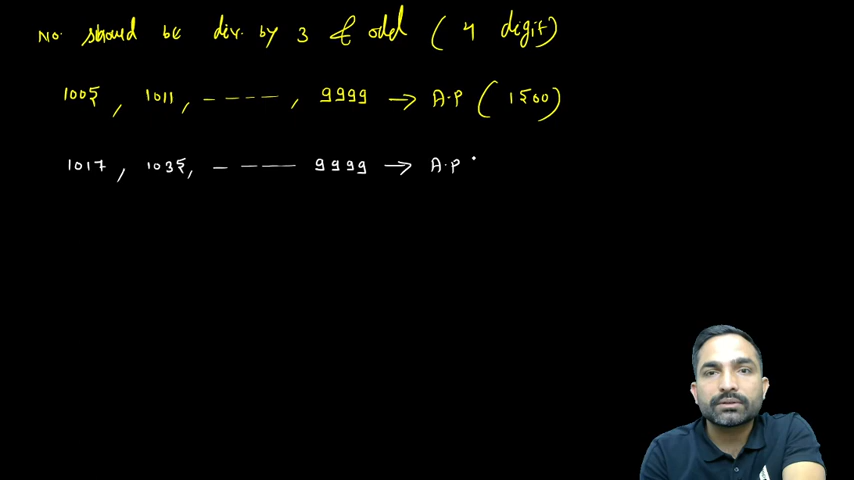 No. should be div. by 3 & odd ( 4 digit)
1005, 1011, ----, 9999 → A.P ( 1500)
1017, 1035, ---- 9999 → A.P